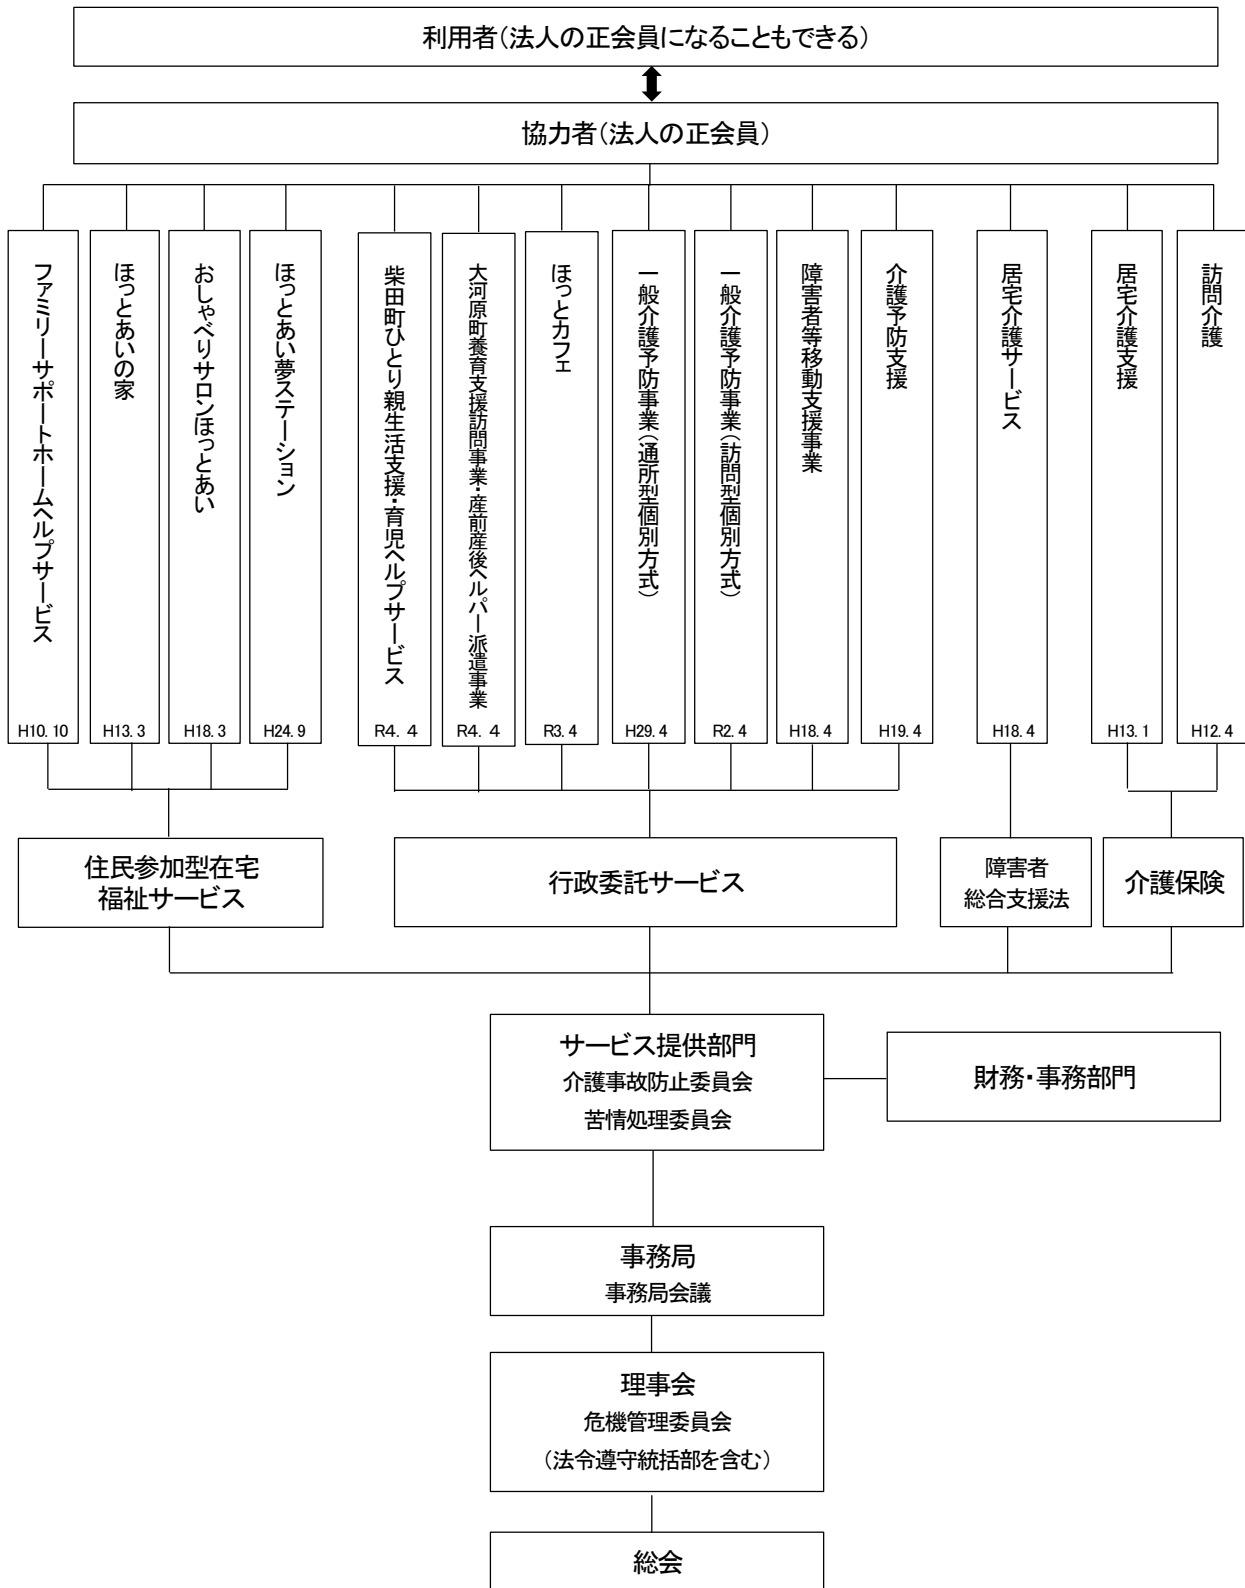 利用者（法人の正会員になることもできる）
協力者（法人の正会員）
ファミリーサポートホームヘルプサービス
H10.10
ほっとあいの家
H13.3
おしゃべりサロンほっとあい
H18.3
ほっとあい夢ステーション
H24.9
柴田町ひとり親生活支援・育児ヘルプサービス
R4.4
大河原町養育支援訪問事業・産前産後ヘルパー派遣事業
R4.4
ほっとカフェ
R3.4
一般介護予防事業（通所型個別方式）
H29.4
一般介護予防事業（訪問型個別方式）
R2.4
障害者等移動支援事業
H18.4
介護予防支援
H19.4
居宅介護サービス
H18.4
居宅介護支援
H13.1
訪問介護
H12.4
住民参加型在宅
福祉サービス
行政委託サービス
障害者
総合支援法
介護保険
サービス提供部門
介護事故防止委員会
苦情処理委員会
財務・事務部門
事務局
事務局会議
理事会
危機管理委員会
（法令遵守統括部を含む）
総会